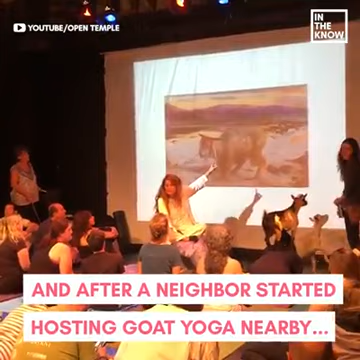 YOUTUBE/OPEN TEMPLE
IN
THE
KNOW.
AND AFTER A NEIGHBOR STARTED
HOSTING GOAT YOGA NEARBY...